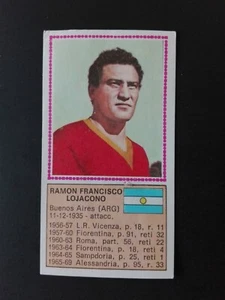 RAMON FRANCISCO
LOJACONO
Buenos Aires (ARG)
11-12-1935 - attacc.
1956-57 L.R. Vicenza, p. 18, r. 11
1957-60 Fiorentina, p. 91, reti 32
1960-63 Roma, part. 56, reti 22
1963-64 Fiorentina, p. 18, reti 4
1964-65 Sampdoria, p. 25, reti 1
1965-69 Alessandria, p. 95, r. 33